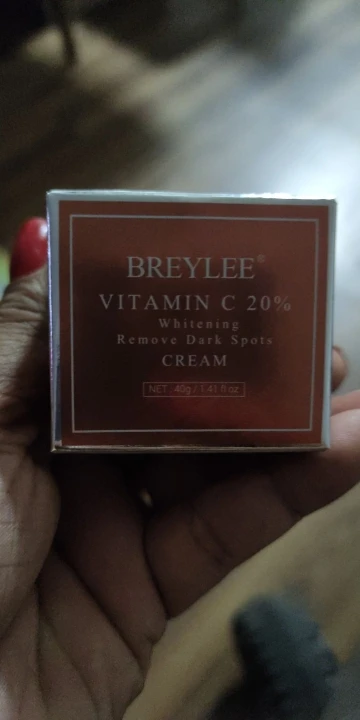 BREYLEE®
VITAMIN C 20%
Whitening
Remove Dark Spots
CREAM
NET : 40g / 1.41 fl oz